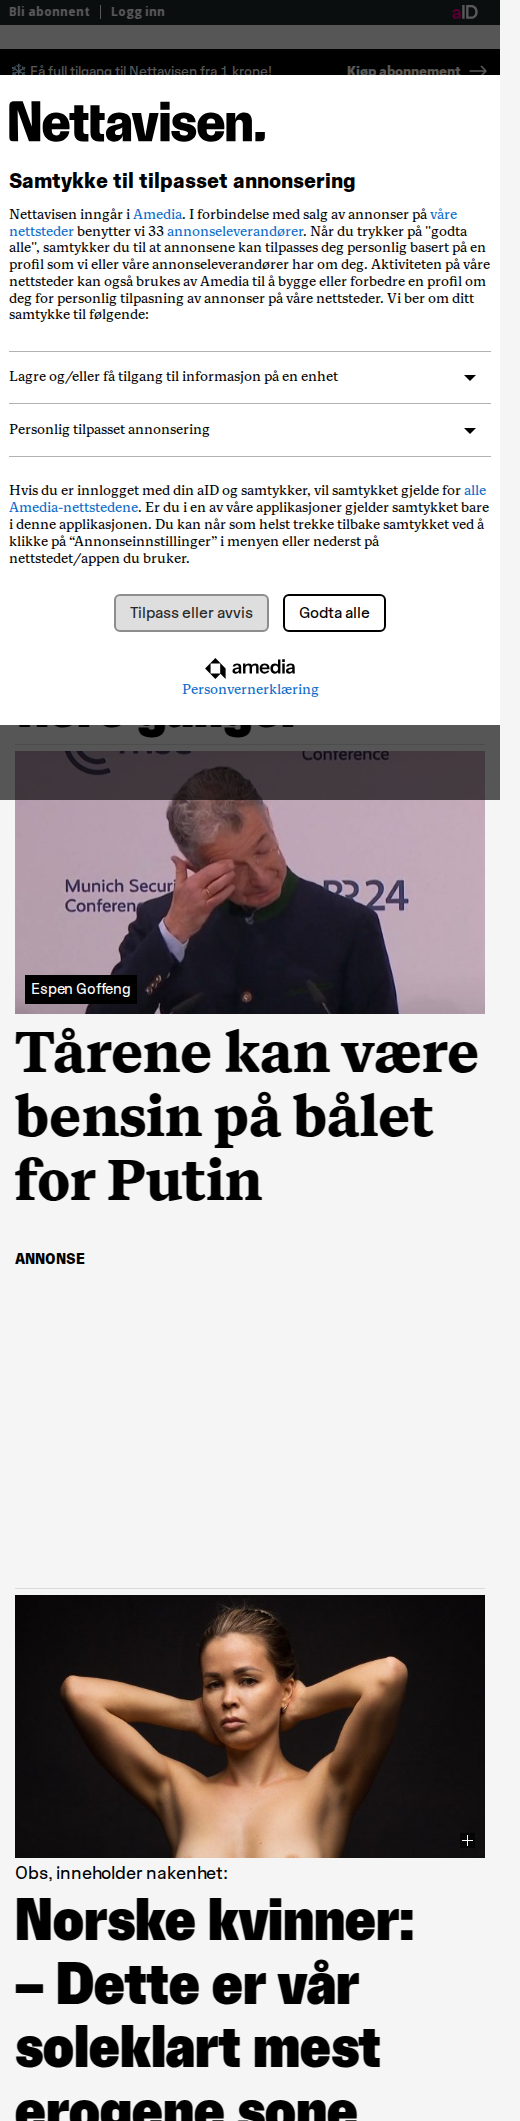 Bli abonnent
Logg inn
aID
Få full tilgang til Nettavisen fra 1 krone!
Kjøp abonnement
Nettavisen.
Samtykke til tilpasset annonsering
Nettavisen inngår i Amedia. I forbindelse med salg av annonser på våre
nettsteder benytter vi 33 annonseleverandører. Når du trykker på "godta
alle", samtykker du til at annonsene kan tilpasses deg personlig basert på en
profil som vi eller våre annonseleverandører har om deg. Aktiviteten på våre
nettsteder kan også brukes av Amedia til å bygge eller forbedre en profil om
deg for personlig tilpasning av annonser på våre nettsteder. Vi ber om ditt
samtykke til følgende:
Lagre og/eller få tilgang til informasjon på en enhet
Personlig tilpasset annonsering
Hvis du er innlogget med din aID og samtykker, vil samtykket gjelde for alle
Amedia-nettstedene. Er du i en av våre applikasjoner gjelder samtykket bare
i denne applikasjonen. Du kan når som helst trekke tilbake samtykket ved å
klikke på “Annonseinnstillinger” i menyen eller nederst på
nettstedet/appen du bruker.
Tilpass eller avvis
Godta alle
amedia
Personvernerklæring
Conference
Munich Securi
Conferenc
24
Espen Goffeng
Tårene kan være
bensin på bålet
for Putin
ANNONSE
Obs, inneholder nakenhet:
Norske kvinner:
– Dette er vår
soleklart mest
erogene sone